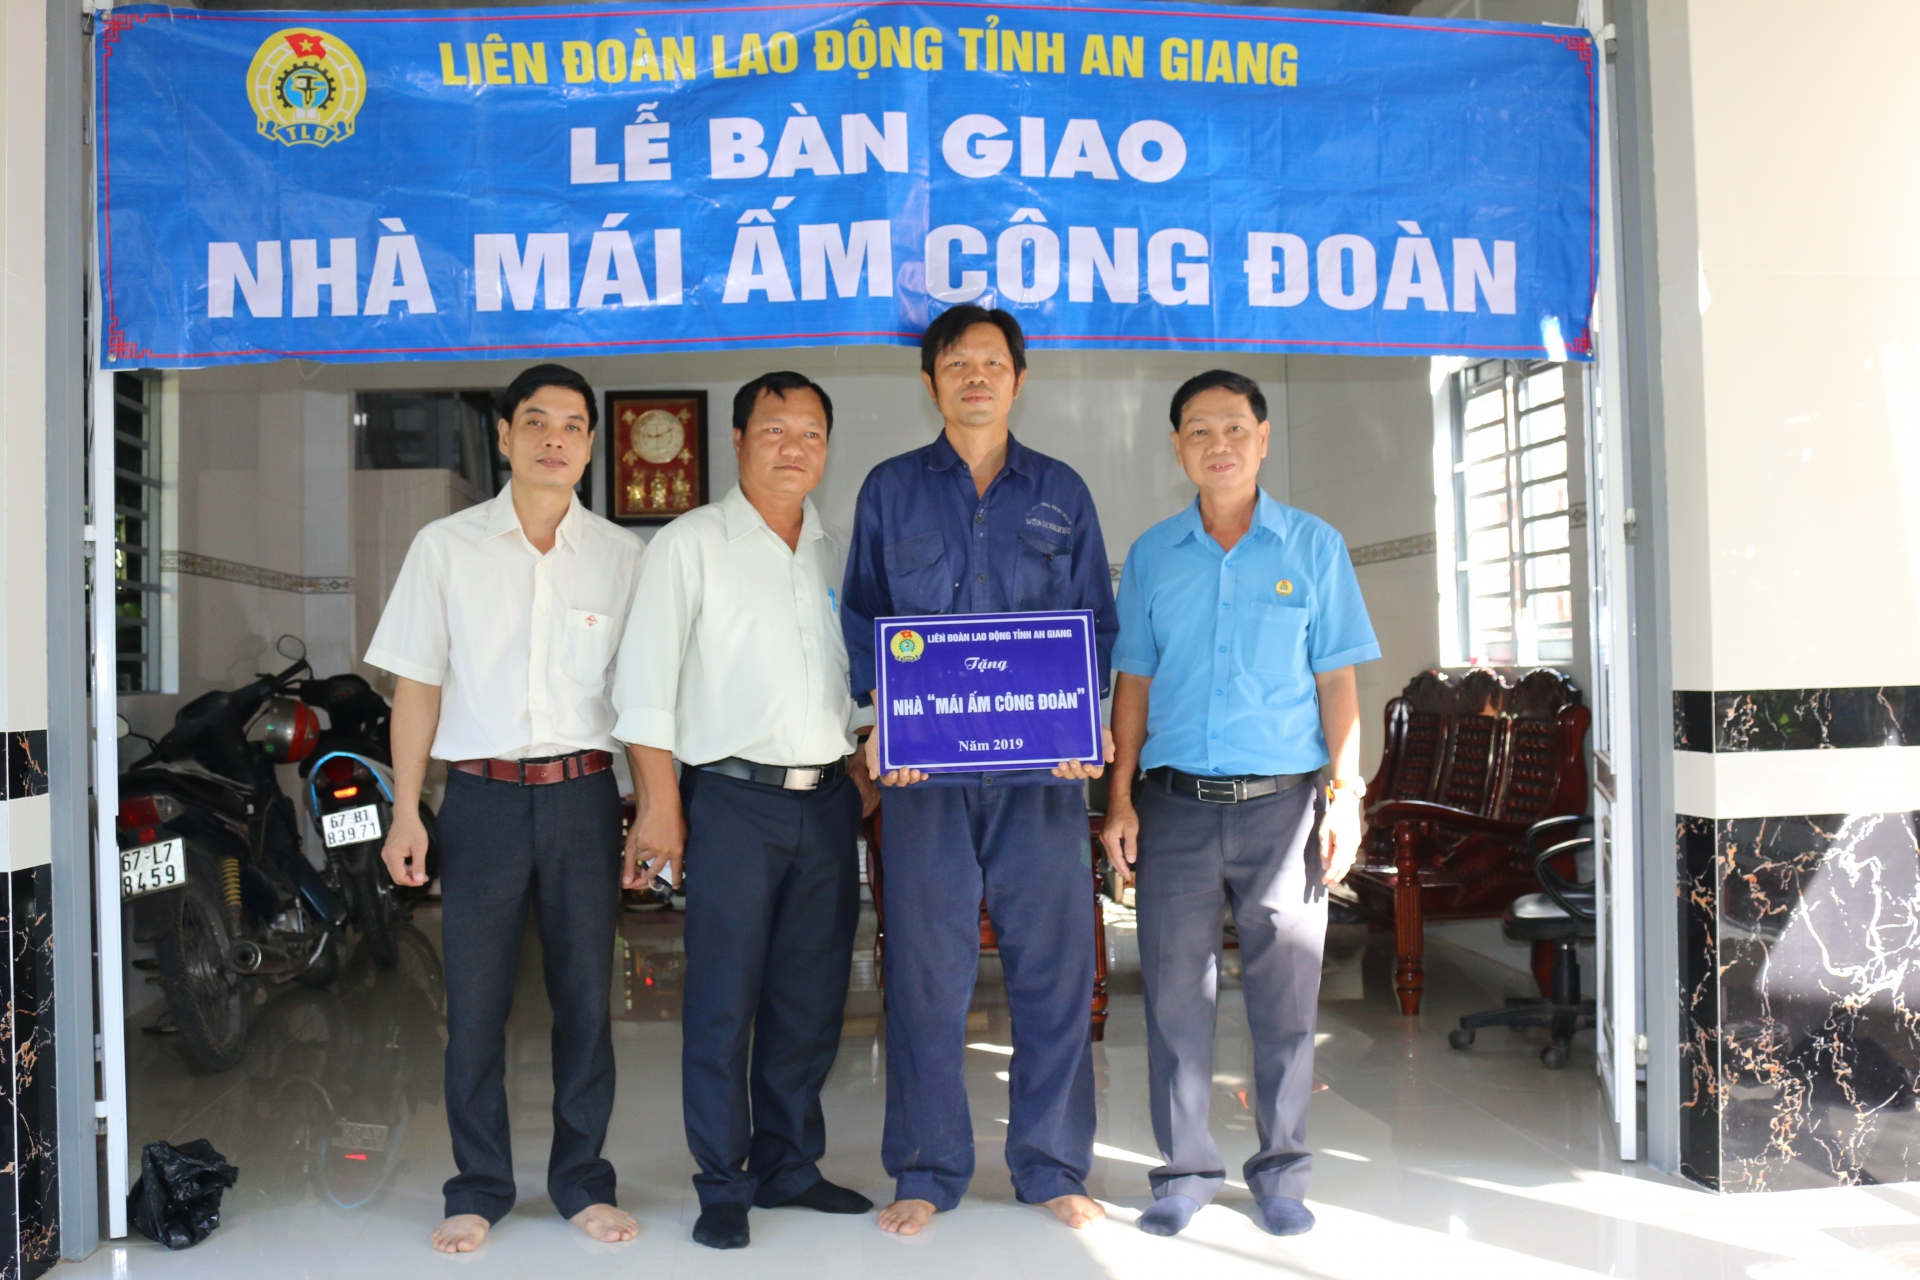 LIÊN ĐOÀN LAO ĐỘNG TỈNH AN GIANG
TLĐ
LỄ BÀN GIAO
NHÀ MÁI ẤM CÔNG ĐOÀN
LIÊN ĐOÀN LAO ĐỘNG TỈNH AN GIANG
Tặng
NHÀ “MÁI ẤM CÔNG ĐOÀN”
Năm 2019
67-B1
839 71
67-L7
8459